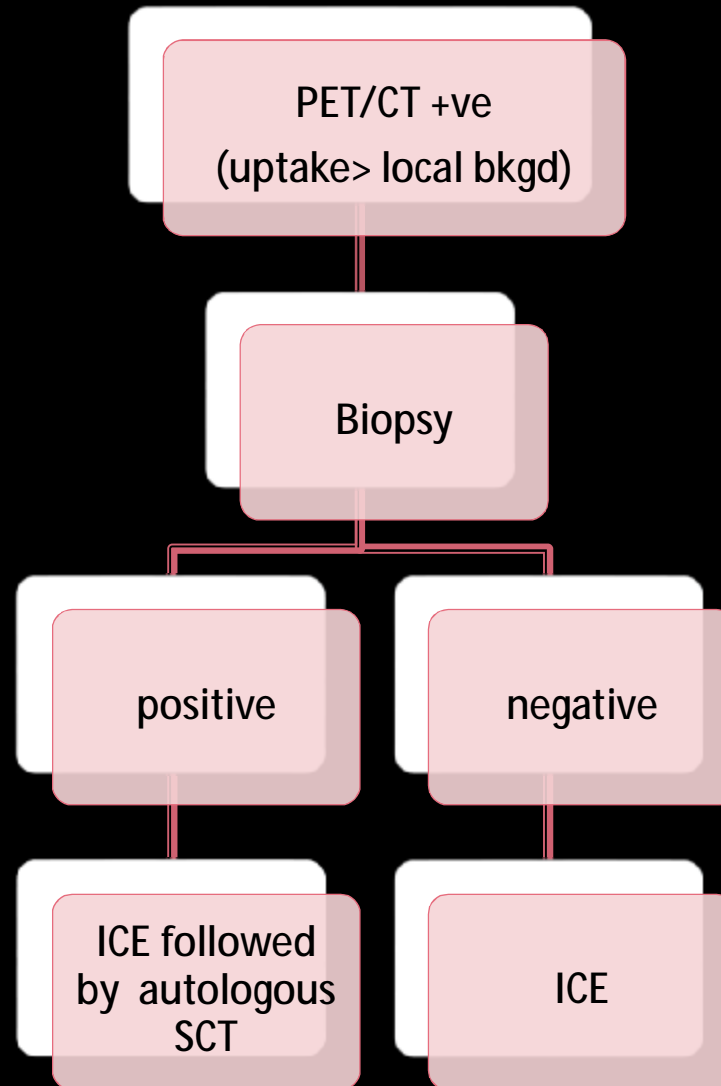 PET/CT +ve
(uptake> local bkgd)
Biopsy
positive
negative
ICE followed
by autologous
SCT
ICE